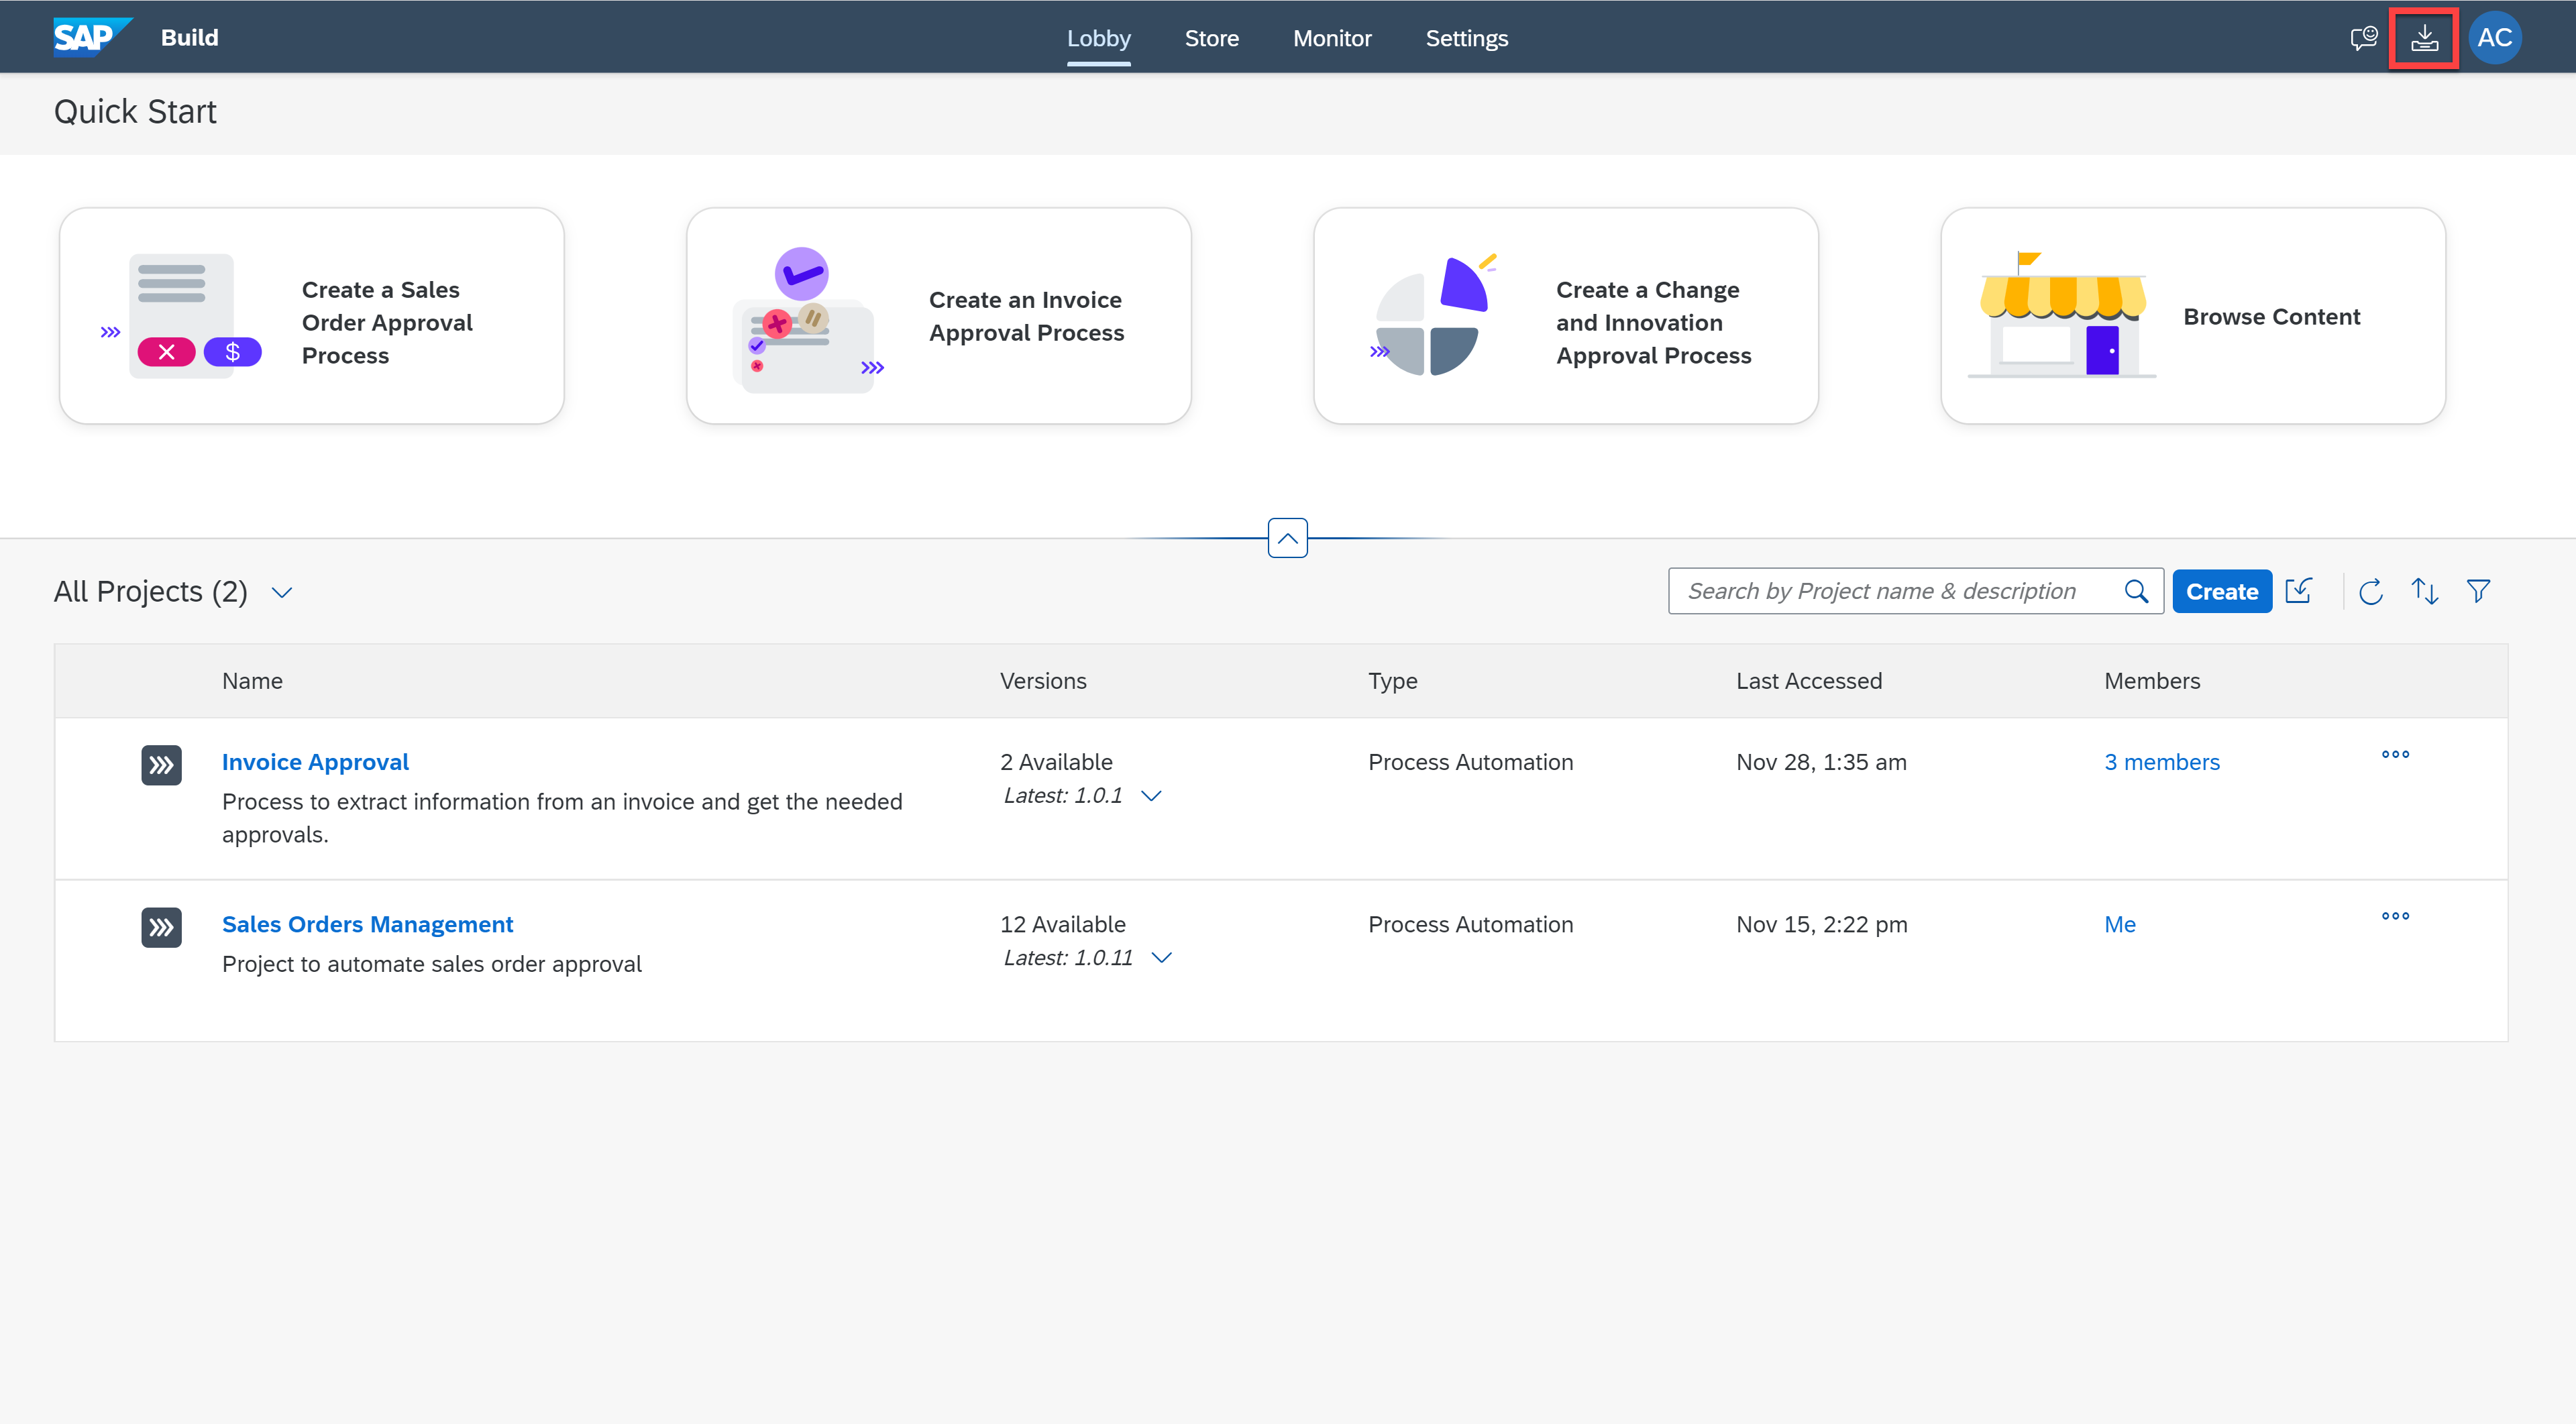 SAP Build
Lobby Store Monitor Settings
AC
Quick Start
Create a Sales
Order Approval
Process
$
Create an Invoice
Approval Process
Create a Change
and Innovation
Approval Process
Browse Content
All Projects (2)
Search by Project name & description
Create
Name Versions Type Last Accessed Members
Invoice Approval 2 Available Process Automation Nov 28, 1:35 am 3 members
Latest: 1.0.1
Process to extract information from an invoice and get the needed
approvals.
Sales Orders Management 12 Available Process Automation Nov 15, 2:22 pm Me
Latest: 1.0.11
Project to automate sales order approval